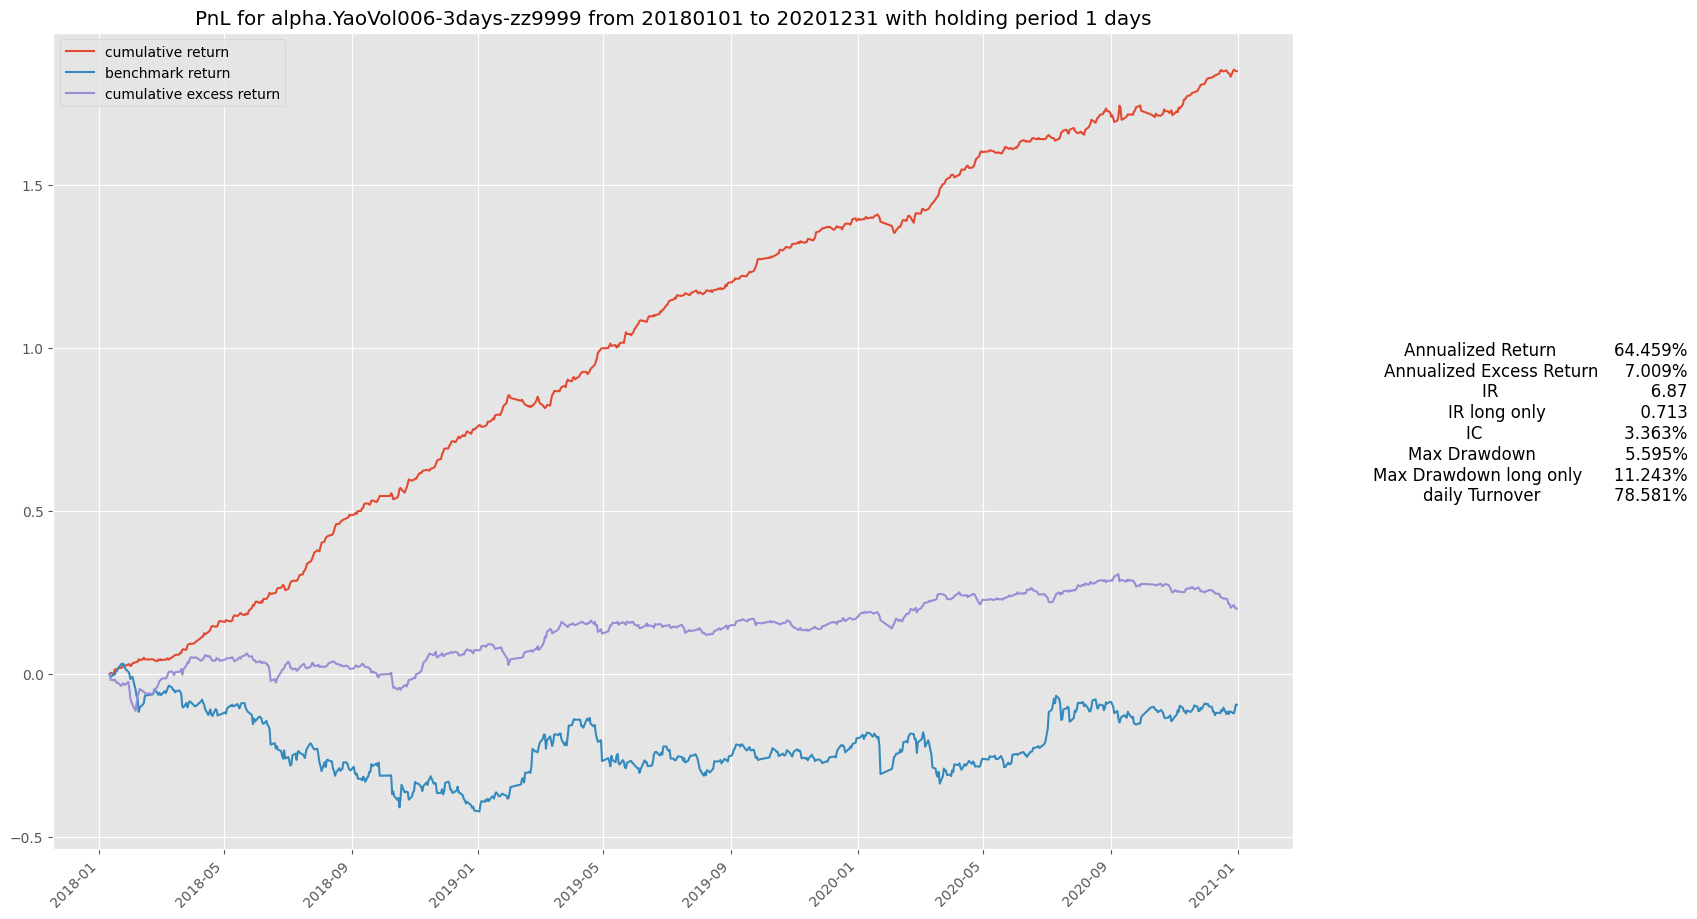 PnL for alpha.YaoVol006-3days-zz9999 from 20180101 to 20201231 with holding period 1 days
cumulative return
benchmark return
cumulative excess return
1.5
1.0
0.5
0.0
−0.5
2018-01
2018-05
2018-09
2019-01
2019-05
2019-09
2020-01
2020-05
2020-09
2021-01
Annualized Return 64.459%
Annualized Excess Return 7.009%
IR 6.87
IR long only 0.713
IC 3.363%
Max Drawdown 5.595%
Max Drawdown long only 11.243%
daily Turnover 78.581%